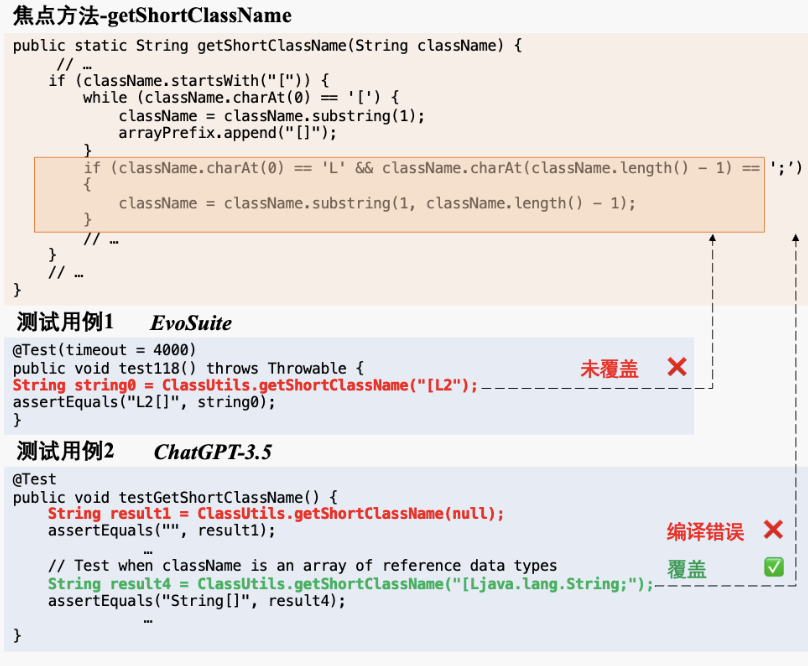 焦点方法-getShortClassName
public static String getShortClassName(String className) {
// …
if (className.startsWith("[")) {
while (className.charAt(0) == '[') {
className = className.substring(1);
arrayPrefix.append("[]");
}
if (className.charAt(0) == 'L' && className.charAt(className.length() - 1) == ';’)
{
className = className.substring(1, className.length() - 1);
}
// …
}
// …
}
测试用例1 EvoSuite
@Test(timeout = 4000)
public void test118() throws Throwable {
未覆盖 ❌
String string0 = ClassUtils.getShortClassName("[L2");
assertEquals("L2[]", string0);
}
测试用例2 ChatGPT-3.5
@Test
public void testGetShortClassName() {
String result1 = ClassUtils.getShortClassName(null);
assertEquals("", result1);
编译错误 ❌
…
// Test when className is an array of reference data types
覆盖 ✅
String result4 = ClassUtils.getShortClassName("[Ljava.lang.String;");
assertEquals("String[]", result4);
…
}